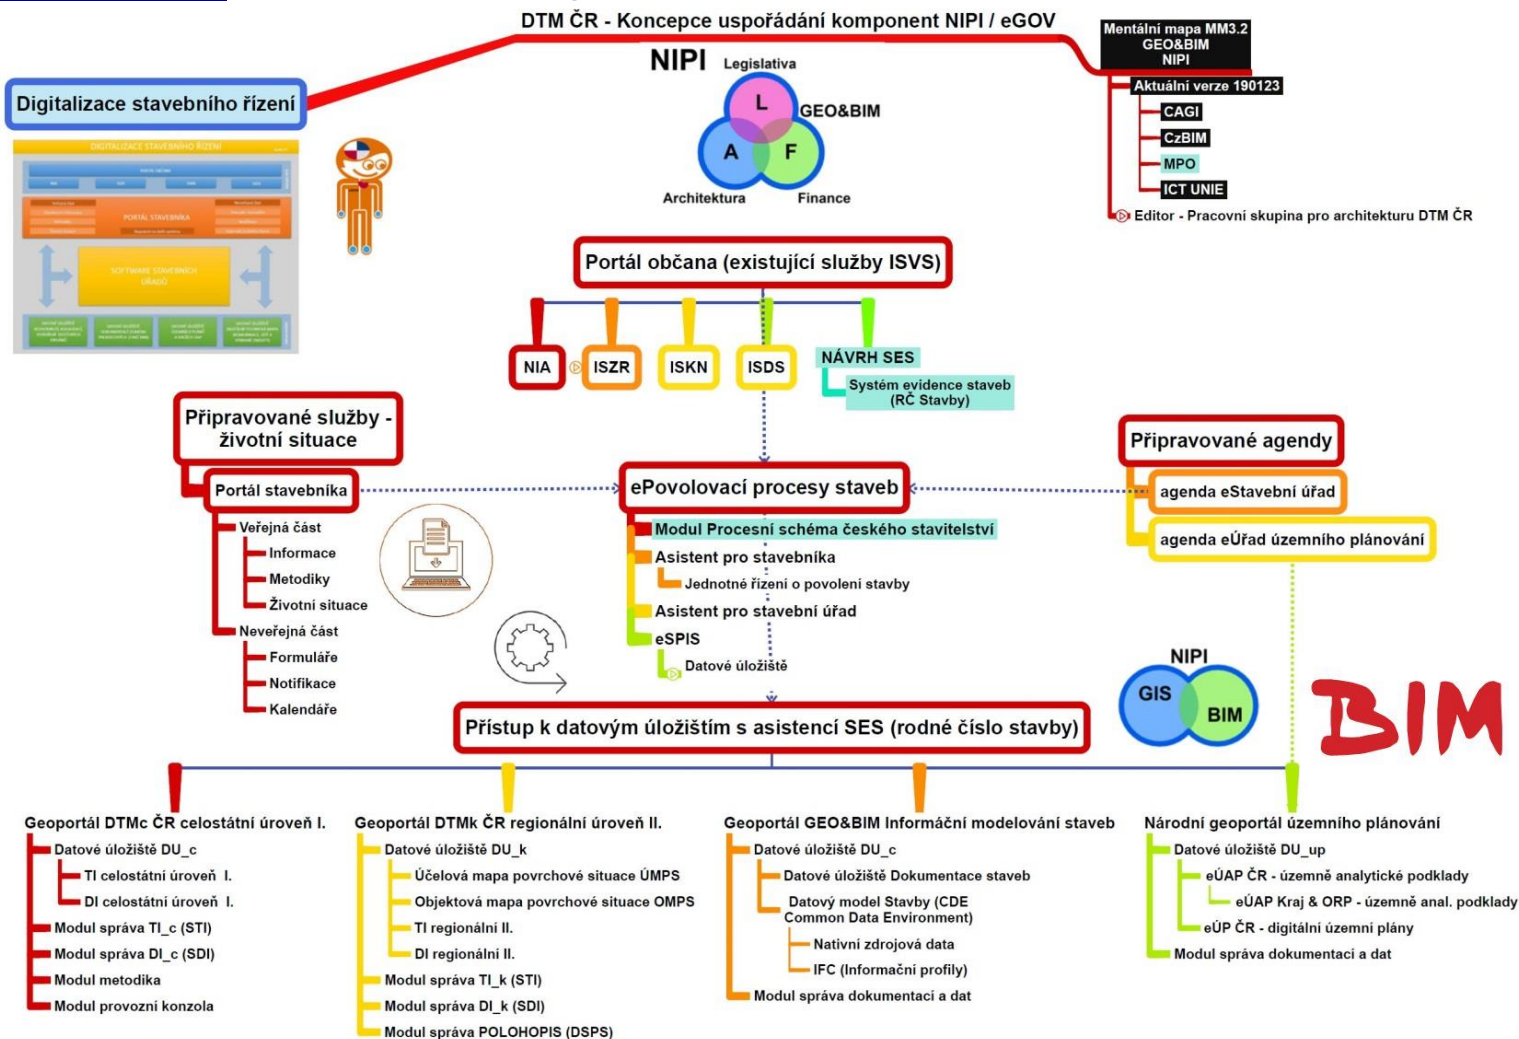 DTM ČR - Koncepce uspořádání komponent NIPI / eGOV
Mentální mapa MM3.2
GEO&BIM
NIPI
Aktuální verze 190123
CAGI
CzBIM
MPO
ICT UNIE
Editor - Pracovní skupina pro architekturu DTM ČR
Digitalizace stavebního řízení
DIGITALIZACE STAVEBNÍHO ŘÍZENÍ
PORTÁL OBČANA
PORTÁL STAVEBNÍKA
SOFTWARE STAVEBNÍCH
ÚŘADŮ
NIPI
Legislativa
L
GEO&BIM
A
F
Architektura
Finance
Portál občana (existující služby ISVS)
NIA
ISZR
ISKN
ISDS
NÁVRH SES
Systém evidence staveb
(RČ Stavby)
Připravované služby -
životní situace
Portál stavebníka
Veřejná část
Informace
Metodiky
Životní situace
Neveřejná část
Formuláře
Notifikace
Kalendáře
ePovolovací procesy staveb
Modul Procesní schéma českého stavitelství
Asistent pro stavebníka
Jednotné řízení o povolení stavby
Asistent pro stavební úřad
eSPIS
Datové úložiště
Připravované agendy
agenda eStavební úřad
agenda eÚřad územního plánování
NIPI
GIS
BIM
BIM
Přístup k datovým úložištím s asistencí SES (rodné číslo stavby)
Geoportál DTMc ČR celostátní úroveň I.
Datové úložiště DU_c
TI celostátní úroveň I.
DI celostátní úroveň I.
Modul správa TI_c (STI)
Modul správa DI_c (SDI)
Modul metodika
Modul provozní konzola
Geoportál DTMk ČR regionální úroveň II.
Datové úložiště DU_k
Účelová mapa povrchové situace ÚMPS
Objektová mapa povrchové situace OMPS
TI regionální II.
DI regionální II.
Modul správa TI_k (STI)
Modul správa DI_k (SDI)
Modul správa POLOHOPIS (DSPS)
Geoportál GEO&BIM Informáční modelování staveb
Datové úložiště DU_c
Datové úložiště Dokumentace staveb
Datový model Stavby (CDE
Common Data Environment)
Nativní zdrojová data
IFC (Informační profily)
Modul správa dokumentací a dat
Národní geoportál územního plánování
Datové úložiště DU_up
eÚAP ČR - územně analytické podklady
eÚAP Kraj & ORP - územně anal. podklady
eÚP ČR - digitální územní plány
Modul správa dokumentací a dat